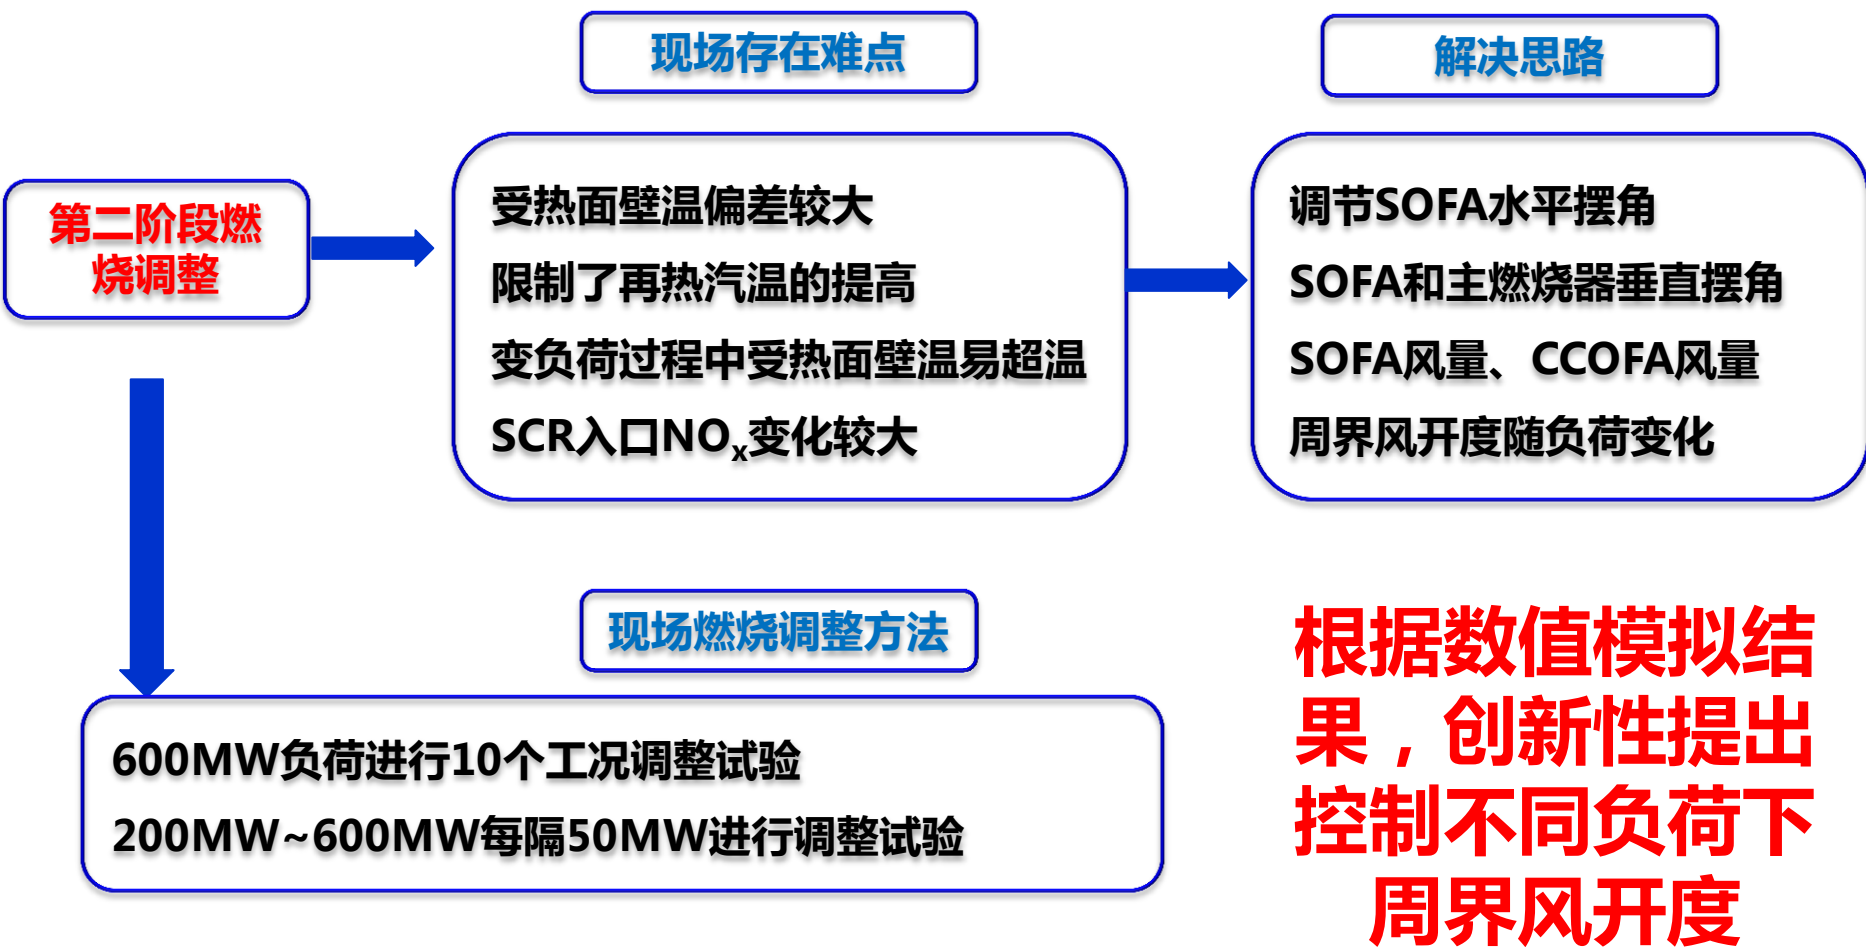 现场存在难点
解决思路
第二阶段燃
烧调整
受热面壁温偏差较大
限制了再热汽温的提高
变负荷过程中受热面壁温易超温
SCR入口NOx变化较大
调节SOFA水平摆角
SOFA和主燃烧器垂直摆角
SOFA风量、CCOFA风量
周界风开度随负荷变化
现场燃烧调整方法
600MW负荷进行10个工况调整试验
200MW~600MW每隔50MW进行调整试验
根据数值模拟结
果，创新性提出
控制不同负荷下
周界风开度